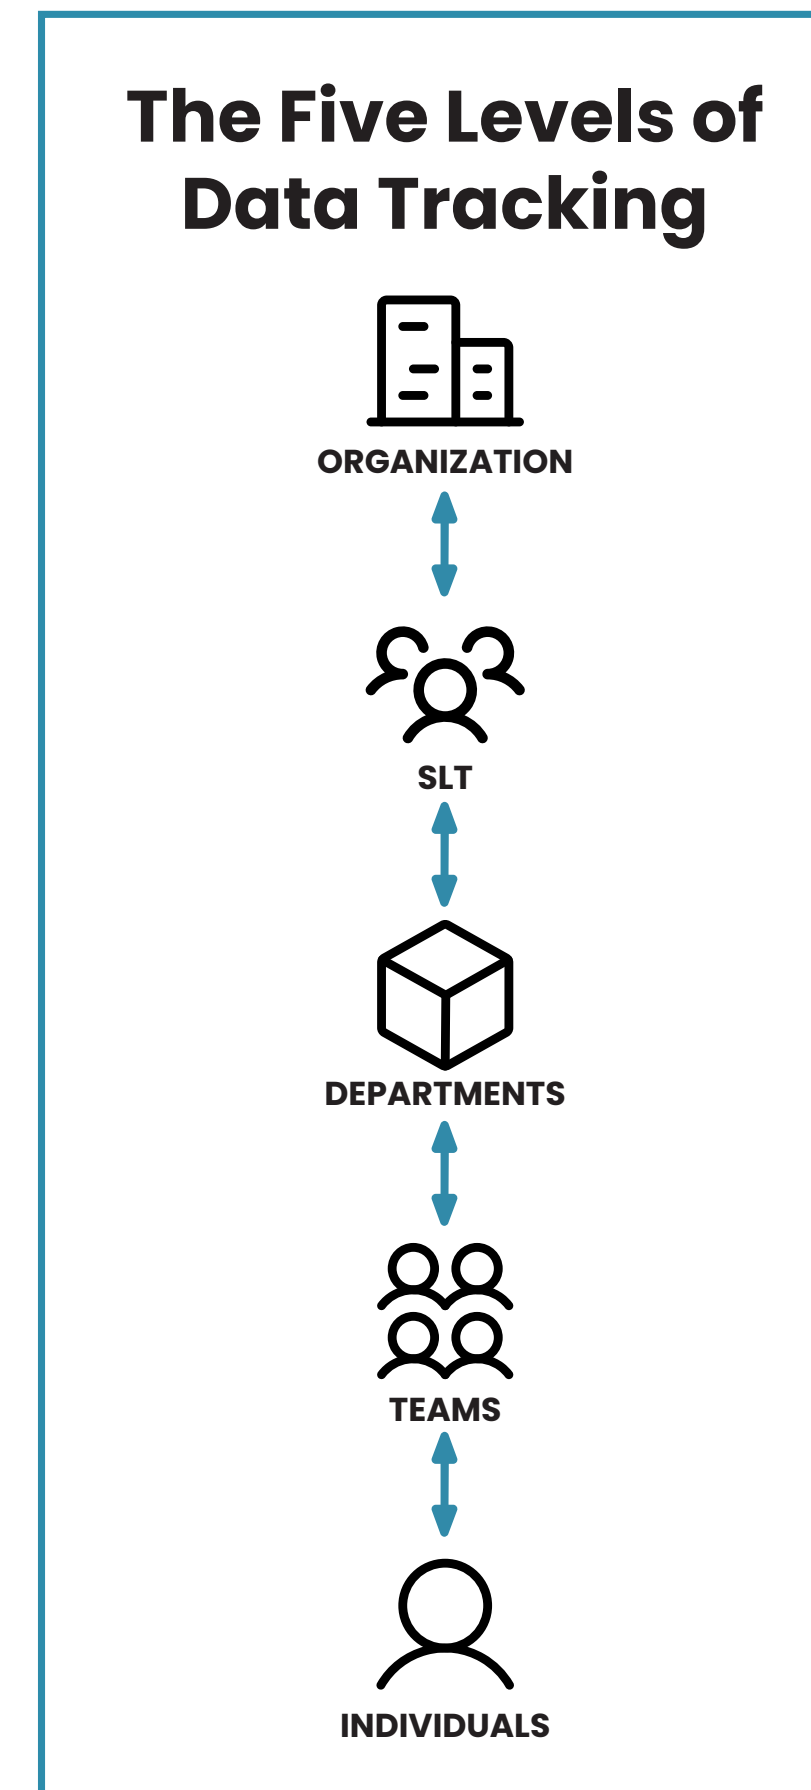 The Five Levels of
Data Tracking
ORGANIZATION
SLT
DEPARTMENTS
TEAMS
INDIVIDUALS